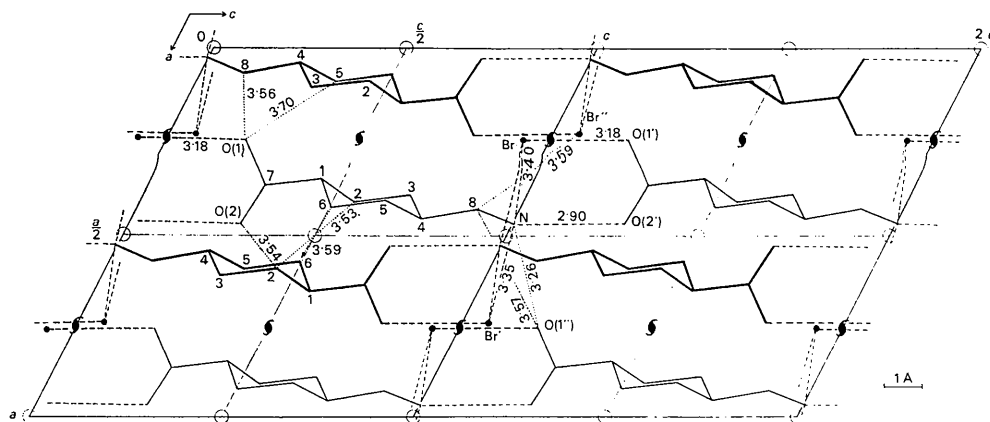 0 c/2 c 2 c
c
a
8 4 3 5 2
3·56 3·70
Br''
3·18 O(1) Br 3·18 O(1')
3·40 3·59
7 1 2 3
6 5 8
O(2) 3·53 4 N 2·90 O(2')
a/2 3·54 3·59
4 5 6 3·35 3·26
3 2 1 3·57
Br' O(1'')
1 A
a